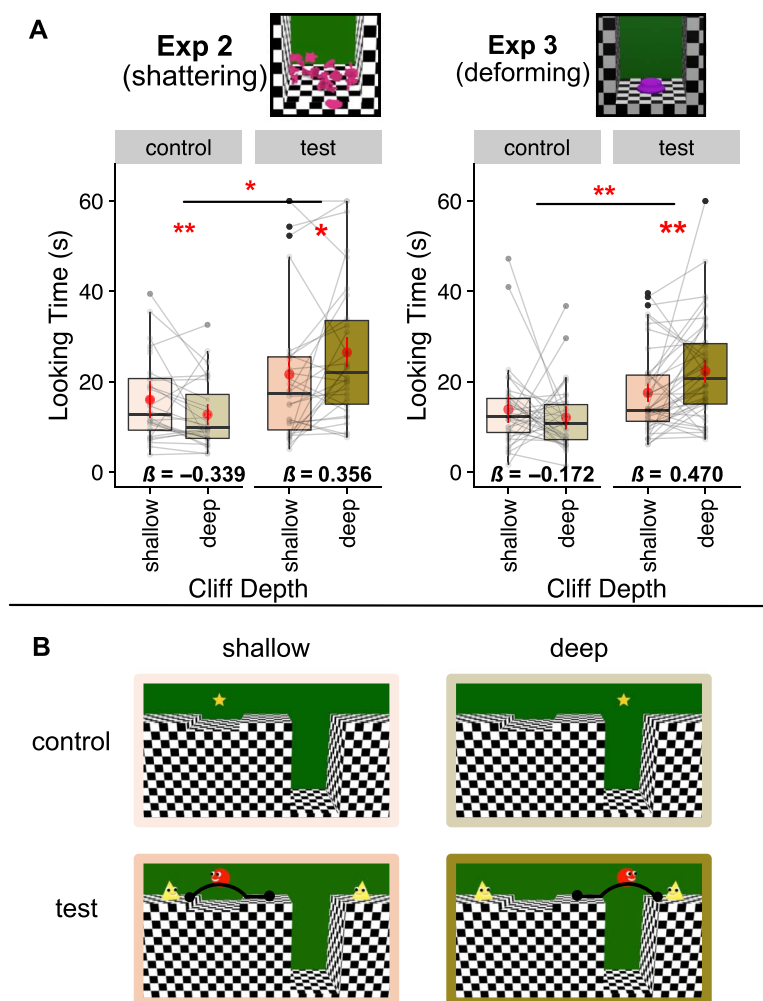 A
Exp 2
(shattering)
Exp 3
(deforming)
control
test
control
test
Looking Time (s)
60
40
20
0
*
**
*
ß = −0.339
ß = 0.356
shallow
deep
shallow
deep
Cliff Depth
Looking Time (s)
60
40
20
0
**
**
ß = −0.172
ß = 0.470
shallow
deep
shallow
deep
Cliff Depth
B
shallow
deep
control
test